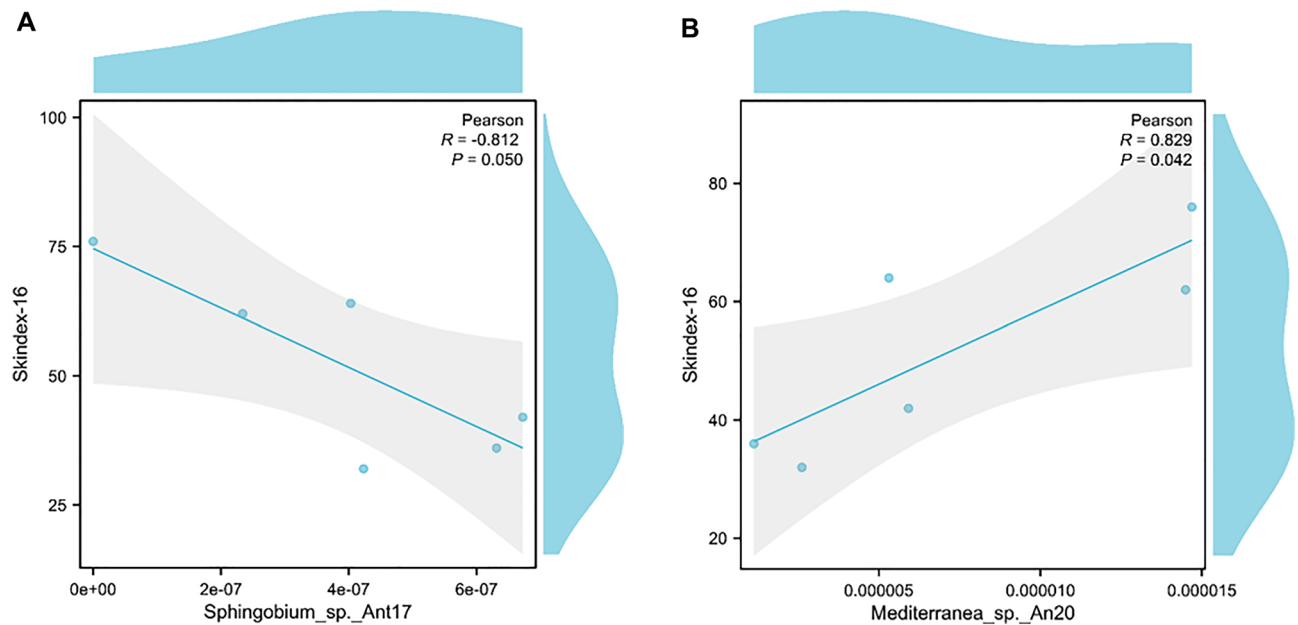 A
Pearson
R = -0.812
P = 0.050
100
75
50
25
Skindex-16
0e+00 2e-07 4e-07 6e-07
Sphingobium_sp._Ant17
B
Pearson
R = 0.829
P = 0.042
80
60
40
20
Skindex-16
0.000005 0.000010 0.000015
Mediterranea_sp._An20